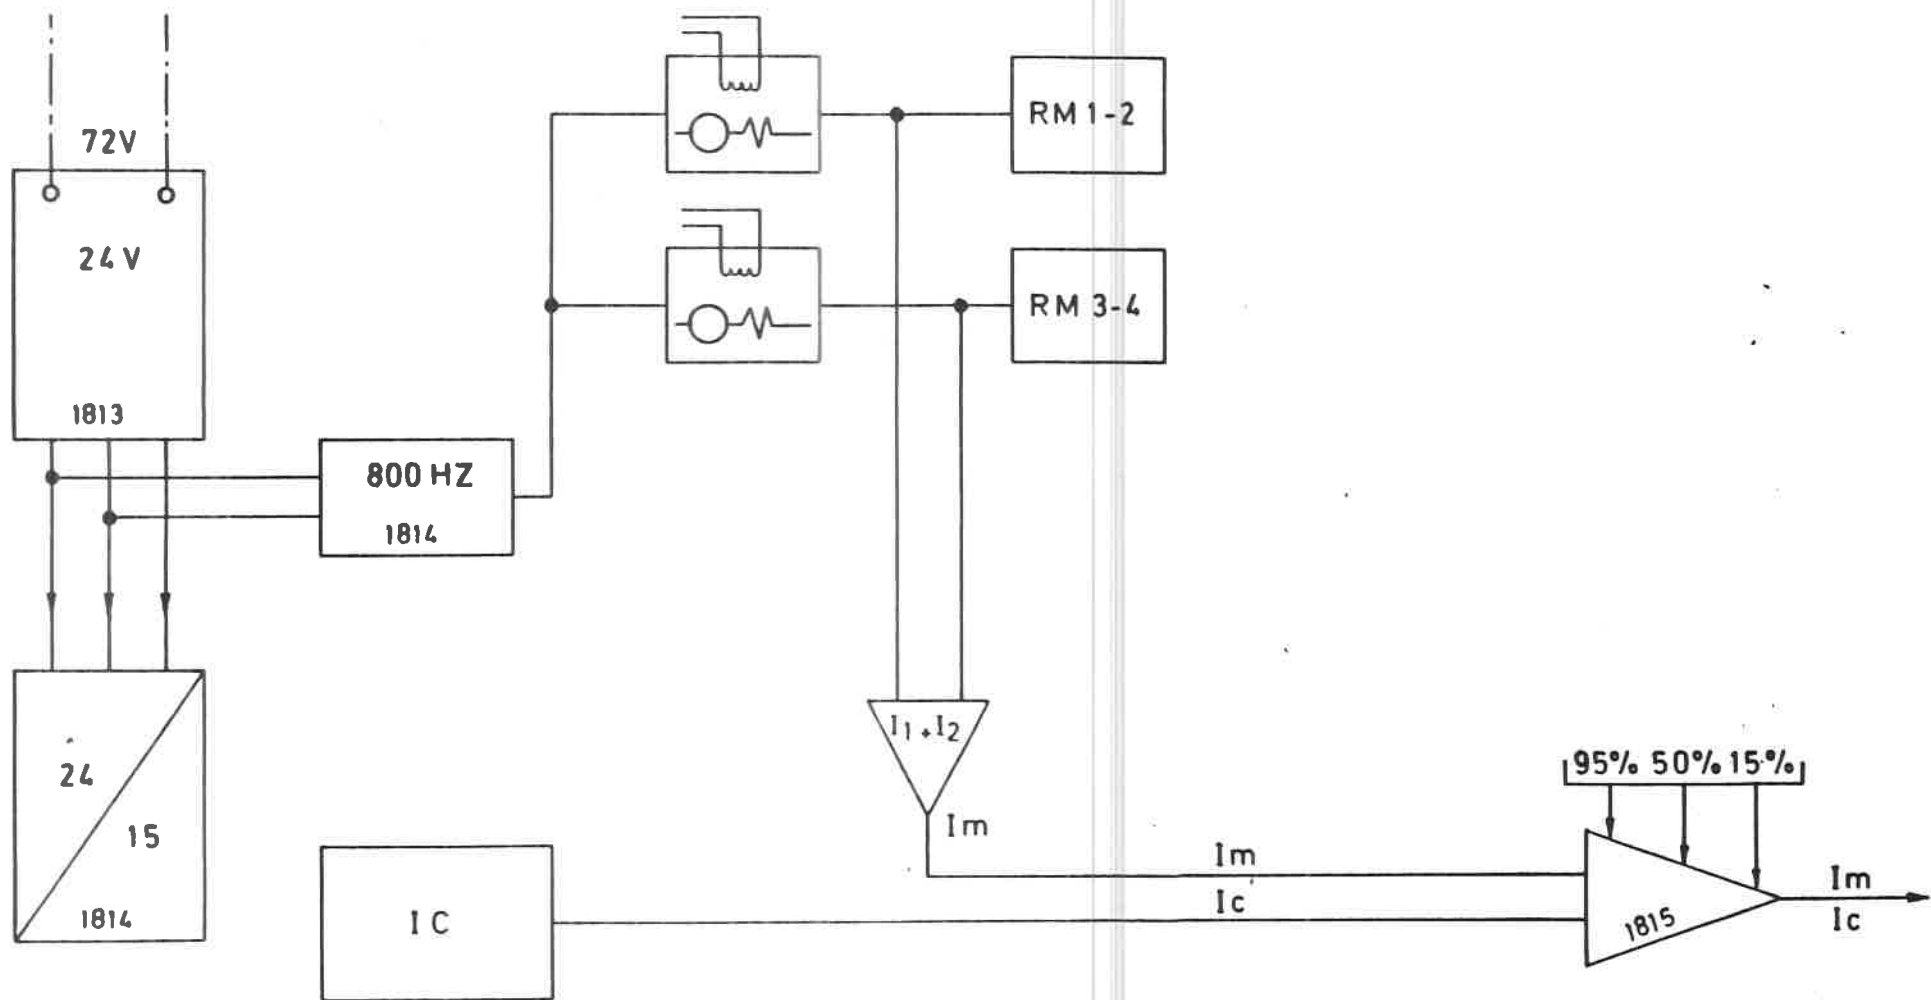 72V
24V
1813
800 HZ
1814
24
15
1814
RM 1-2
RM 3-4
I1+I2
Im
IC
Im
Ic
95% 50% 15%
1815
Im
Ic